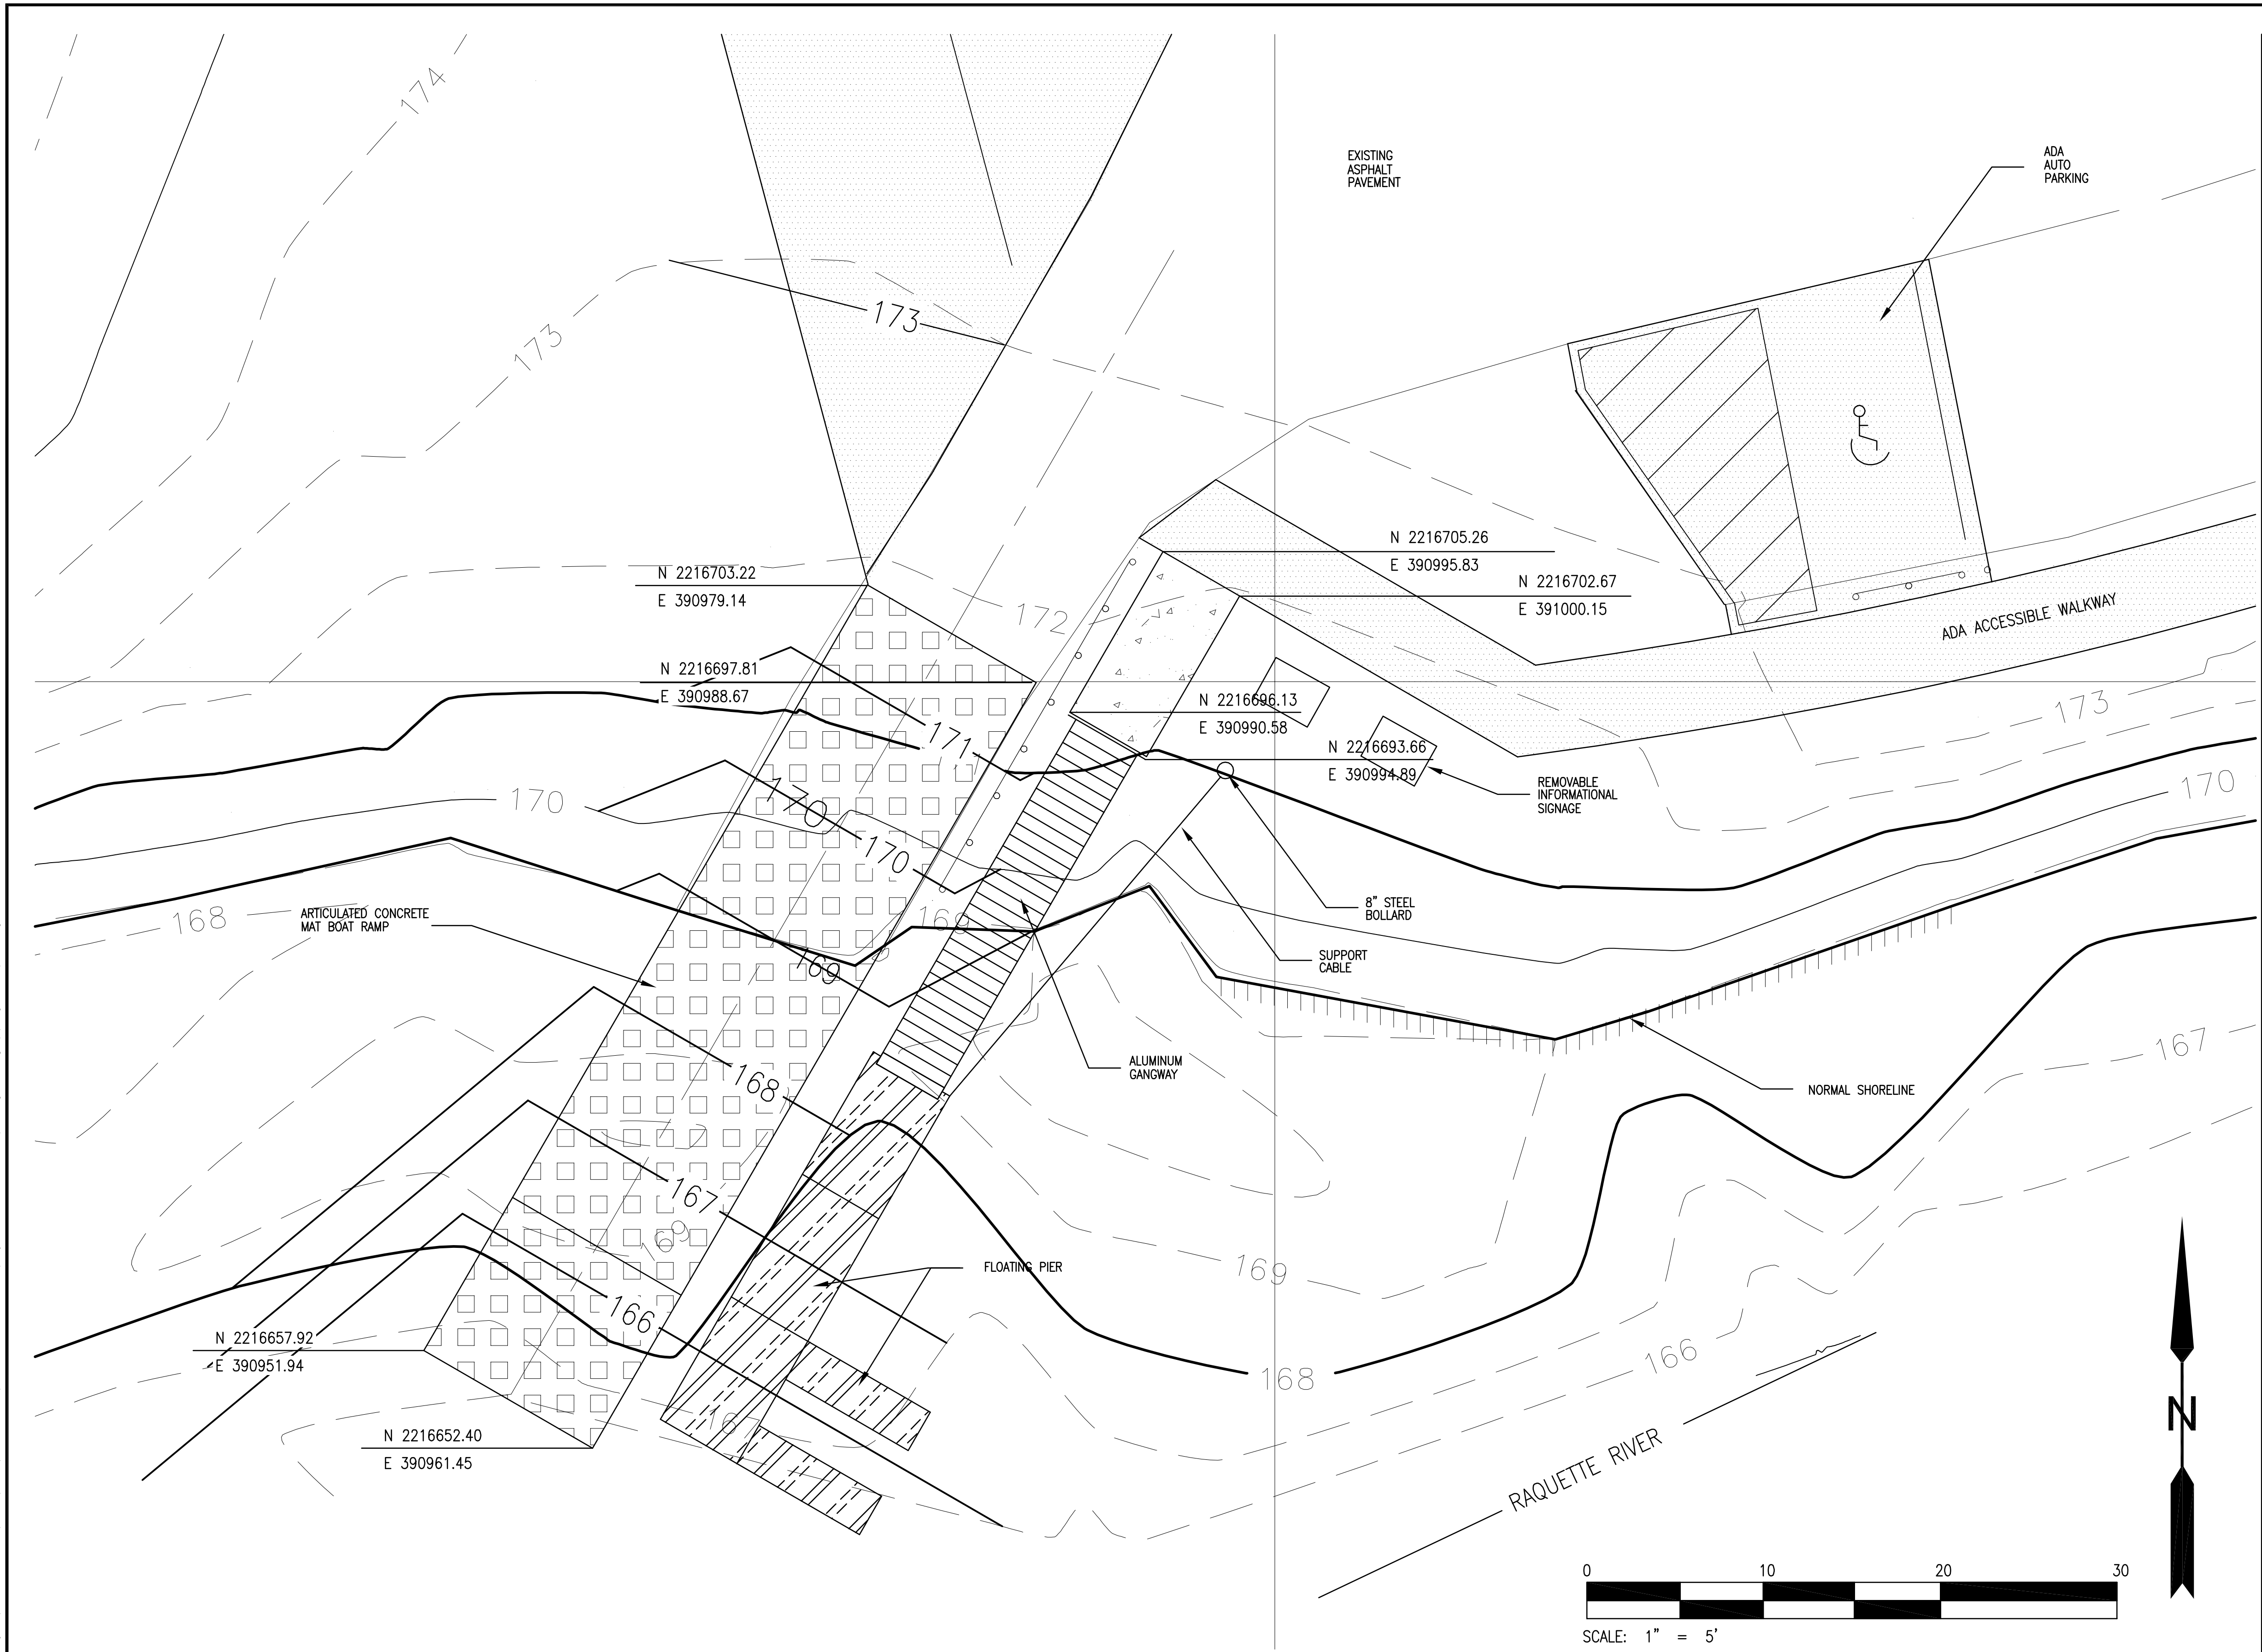 174
EXISTING
ASPHALT
PAVEMENT
ADA
AUTO
PARKING
173
173
N 2216705.26
E 390995.83
N 2216703.22
E 390979.14
N 2216702.67
E 391000.15
172
ADA ACCESSIBLE WALKWAY
N 2216697.81
E 390988.67
N 2216696.13
E 390990.58
173
171
N 2216693.66
E 390994.89
REMOVABLE
INFORMATIONAL
SIGNAGE
170
170
170
170
168
ARTICULATED CONCRETE
MAT BOAT RAMP
169
8" STEEL
BOLLARD
169
SUPPORT
CABLE
168
ALUMINUM
GANGWAY
167
NORMAL SHORELINE
167
169
169
FLOATING PIER
166
N 2216657.92
E 390951.94
168
166
167
N 2216652.40
E 390961.45
RAQUETTE RIVER
N
0 10 20 30
SCALE: 1" = 5'